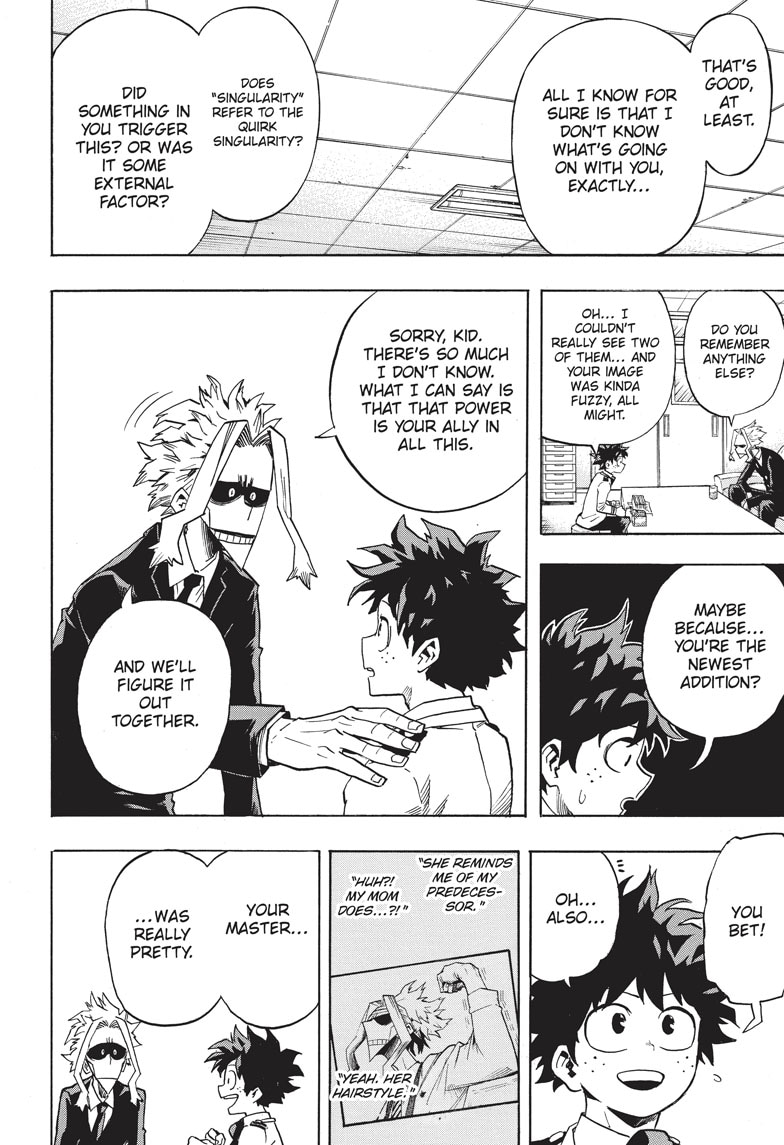 THAT'S
GOOD,
AT
LEAST.
ALL I KNOW FOR
SURE IS THAT I
DON'T KNOW
WHAT'S GOING
ON WITH YOU,
EXACTLY...
DOES
"SINGULARITY"
REFER TO THE
QUIRK
SINGULARITY?
DID
SOMETHING IN
YOU TRIGGER
THIS? OR WAS
IT SOME
EXTERNAL
FACTOR?
DO YOU
REMEMBER
ANYTHING
ELSE?
OH... I
COULDN'T
REALLY SEE TWO
OF THEM... AND
YOUR IMAGE
WAS KINDA
FUZZY, ALL
MIGHT.
MAYBE
BECAUSE...
YOU'RE THE
NEWEST
ADDITION?
SORRY, KID.
THERE'S SO MUCH
I DON'T KNOW.
WHAT I CAN SAY IS
THAT THAT POWER
IS YOUR ALLY IN
ALL THIS.
AND WE'LL
FIGURE IT
OUT
TOGETHER.
YOU
BET!
OH...
ALSO...
"SHE REMINDS
ME OF MY
PREDECES-
SOR."
"HUH?!
MY MOM
DOES...?!"
"YEAH. HER
HAIRSTYLE."
YOUR
MASTER...
...WAS
REALLY
PRETTY.